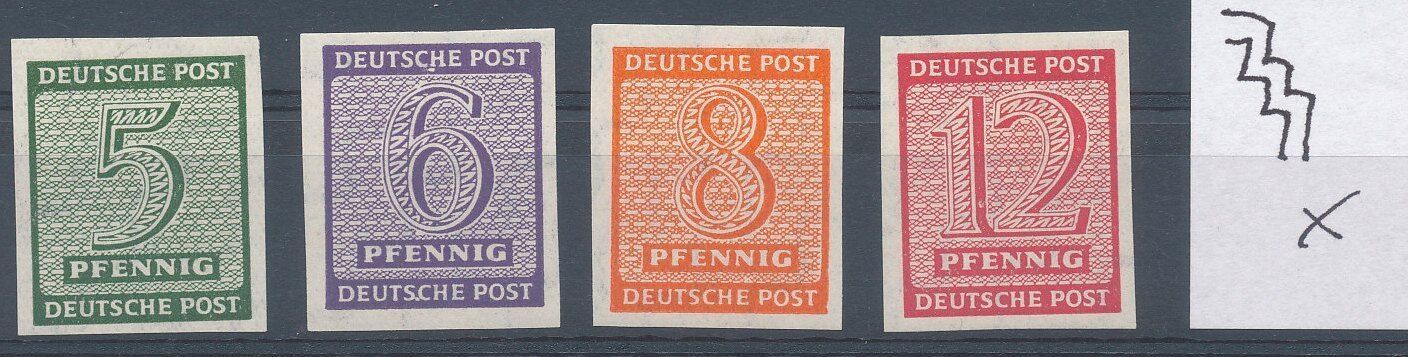 DEUTSCHE POST
5
PFENNIG
DEUTSCHE POST
DEUTSCHE POST
6
PFENNIG
DEUTSCHE POST
DEUTSCHE POST
8
PFENNIG
DEUTSCHE POST
DEUTSCHE POST
12
PFENNIG
DEUTSCHE POST
X